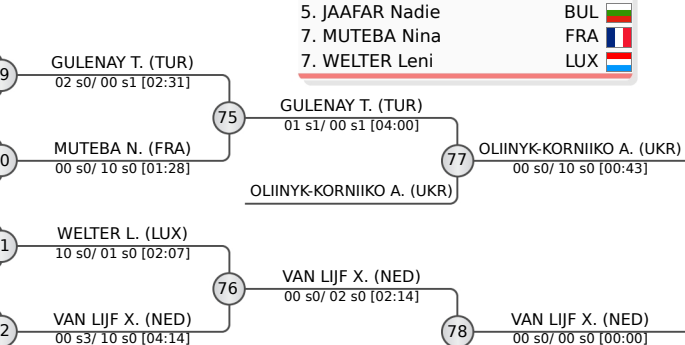 5. JAAFAR Nadie BUL
7. MUTEBA Nina FRA
7. WELTER Leni LUX
9 GULENAY T. (TUR)
02 s0/ 00 s1 [02:31]
75 GULENAY T. (TUR)
01 s1/ 00 s1 [04:00]
0 MUTEBA N. (FRA)
00 s0/ 10 s0 [01:28]
77 OLIINYK-KORNIIKO A. (UKR)
00 s0/ 10 s0 [00:43]
OLIINYK-KORNIIKO A. (UKR)
1 WELTER L. (LUX)
10 s0/ 01 s0 [02:07]
76 VAN LIJF X. (NED)
00 s0/ 02 s0 [02:14]
2 VAN LIJF X. (NED)
00 s3/ 10 s0 [04:14]
78 VAN LIJF X. (NED)
00 s0/ 00 s0 [00:00]